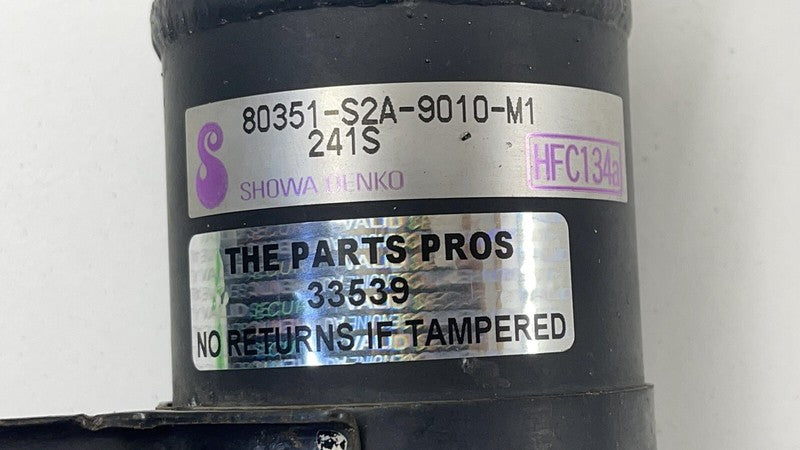 80351-S2A-9010-M1
241S
SHOWA DENKO
HFC134a
THE PARTS PROS
33539
NO RETURNS IF TAMPERED